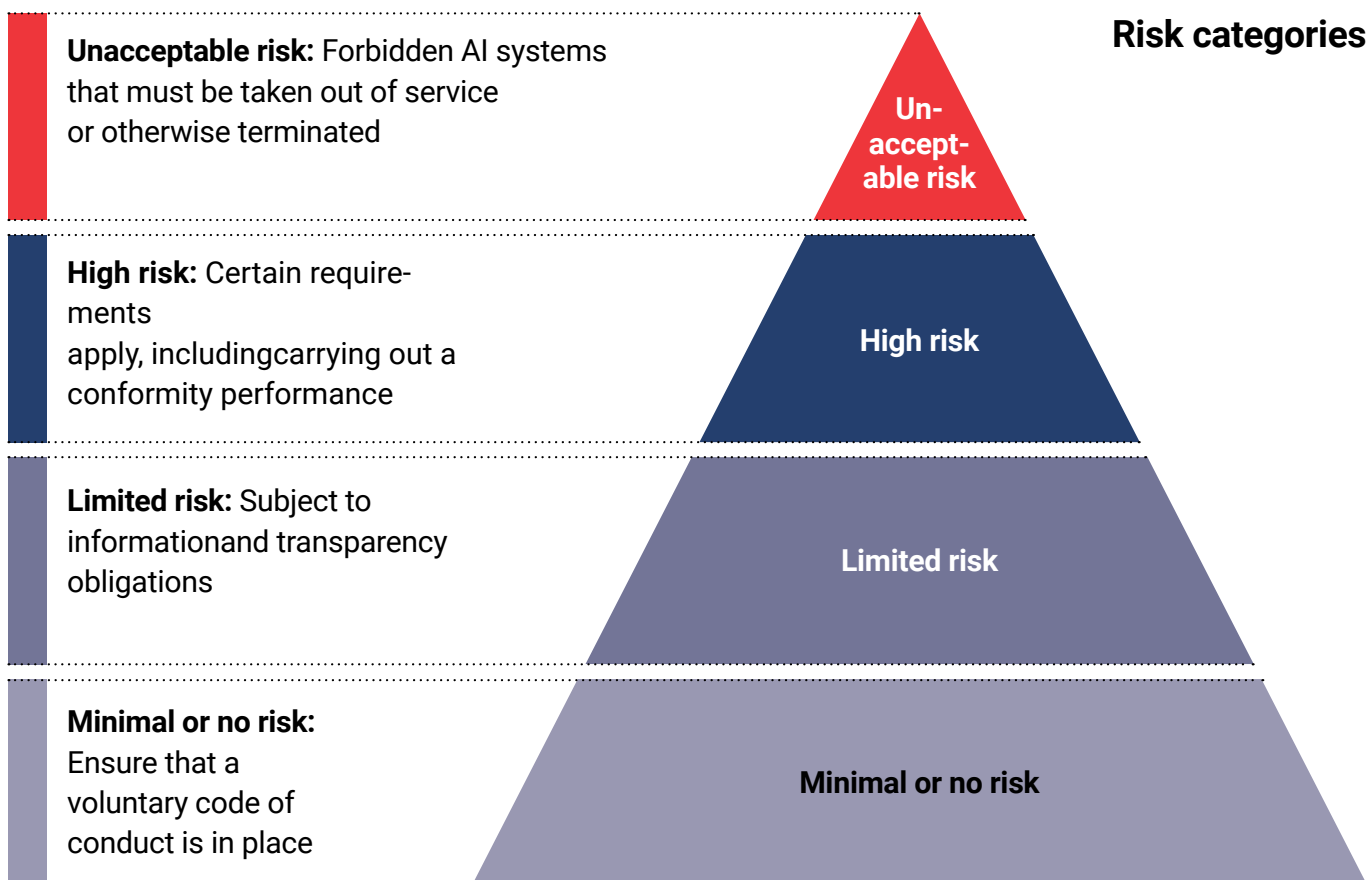 Risk categories
Unacceptable risk: Forbidden AI systems
that must be taken out of service
or otherwise terminated
Un-
accept-
able risk
High risk: Certain require-
ments
apply, includingcarrying out a
conformity performance
High risk
Limited risk: Subject to
informationand transparency
obligations
Limited risk
Minimal or no risk:
Ensure that a
voluntary code of
conduct is in place
Minimal or no risk